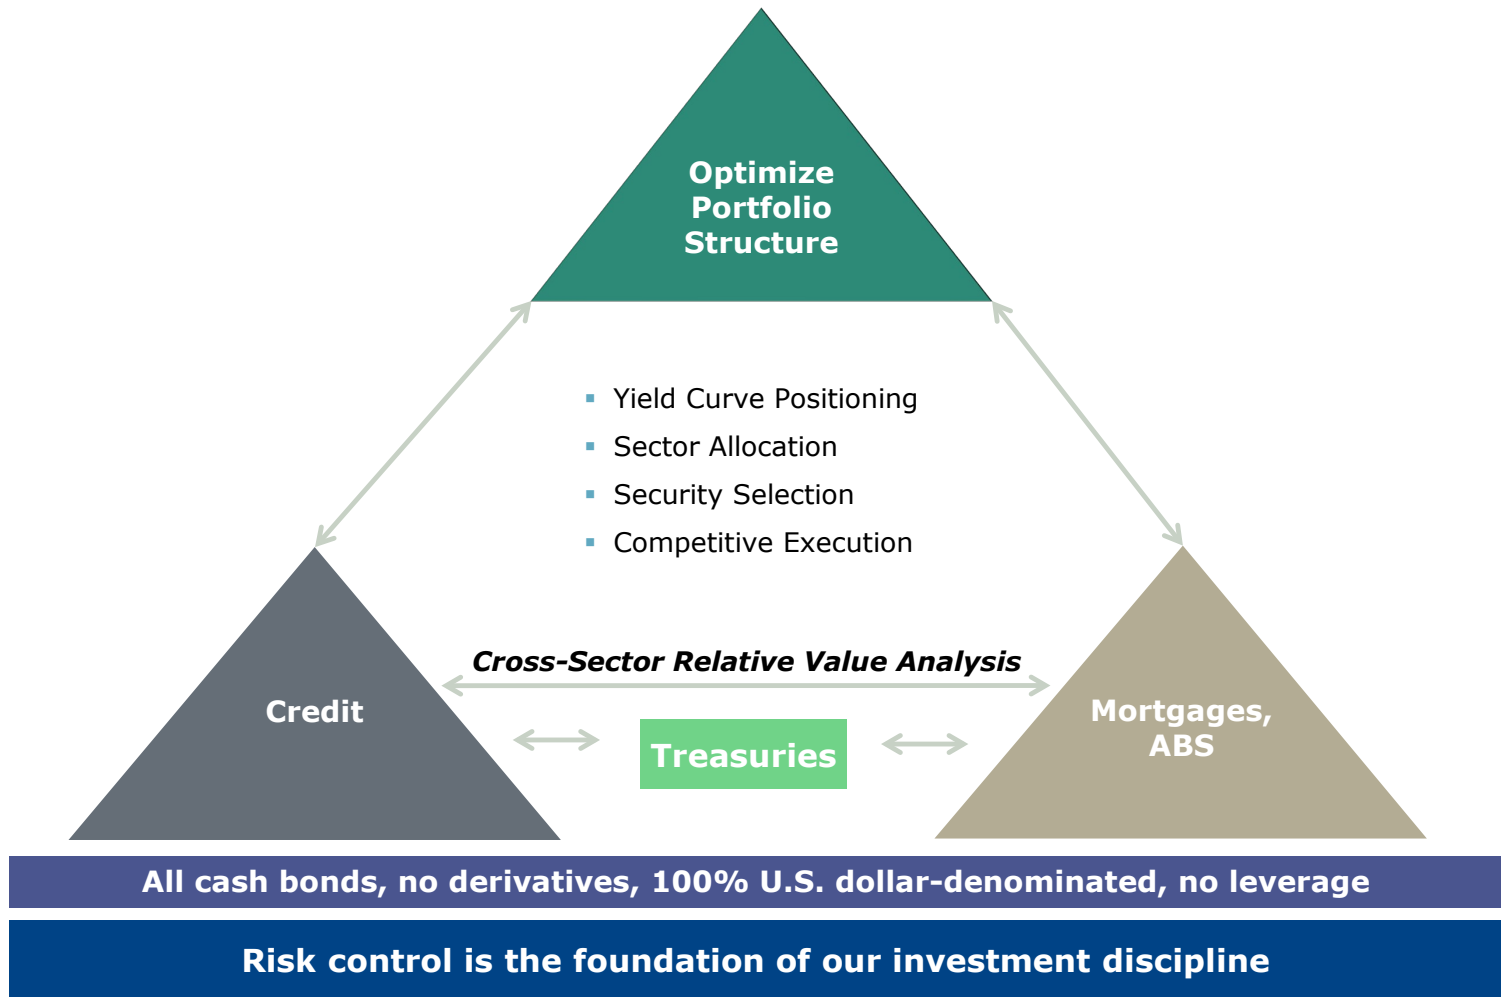 Optimize
Portfolio
Structure
▪ Yield Curve Positioning
▪ Sector Allocation
▪ Security Selection
▪ Competitive Execution
Cross-Sector Relative Value Analysis
Credit
Mortgages,
ABS
Treasuries
All cash bonds, no derivatives, 100% U.S. dollar-denominated, no leverage
Risk control is the foundation of our investment discipline